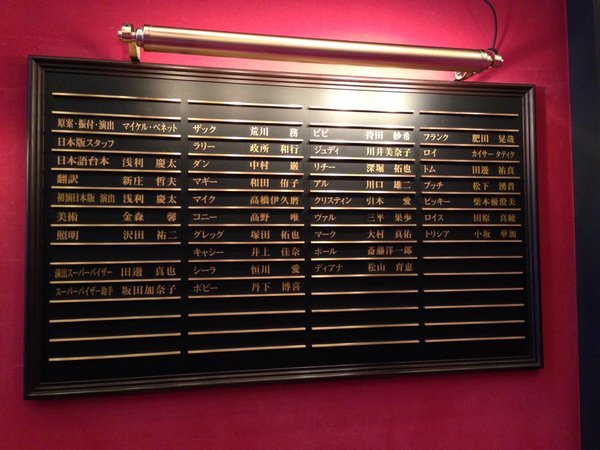 原案・振付・演出 マイケル・ベネット
日本版スタッフ
日本語台本 浅利 慶太
翻訳 新庄 哲夫
初演日本版 演出 浅利 慶太
美術 金森 馨
照明 沢田 祐二
演出スーパーバイザー 田邊 真也
スーパーバイザー助手 坂田加奈子
ザック 荒川 務
ラリー 政所 和行
ダン 中村 巌
マギー 和田 侑子
マイク 高橋伊久磨
コニー 高野 唯
グレッグ 塚田 拓也
キャシー 井上 佳奈
シーラ 恒川 愛
ボビー 丹下 博喜
ビビ 持田 紗希
ジュディ 川井美奈子
リチー 深堀 拓也
アル 川口 雄二
クリスティン 引木 愛
ヴァル 三平 果歩
マーク 大村 真佑
ポール 斎藤洋一郎
ディアナ 松山 育恵
フランク 肥田 晃哉
ロイ カイサー タティク
トム 田邊 祐真
ブッチ 松下 湧貴
ビッキー 柴本優澄美
ロイス 田原 真綾
トリシア 小坂 華加